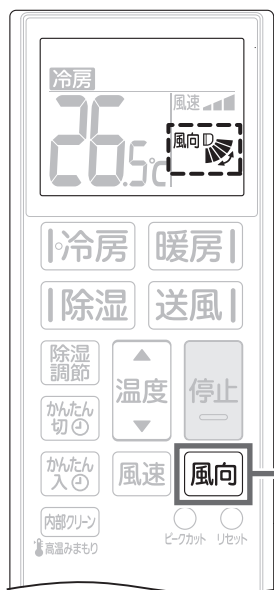 冷房
風速
26.5℃
風向
冷房
暖房
除湿
送風
除湿
調節
温度
停止
かんたん
切
かんたん
入
風速
風向
内部クリーン
高温みまもり
ピークカット
リセット